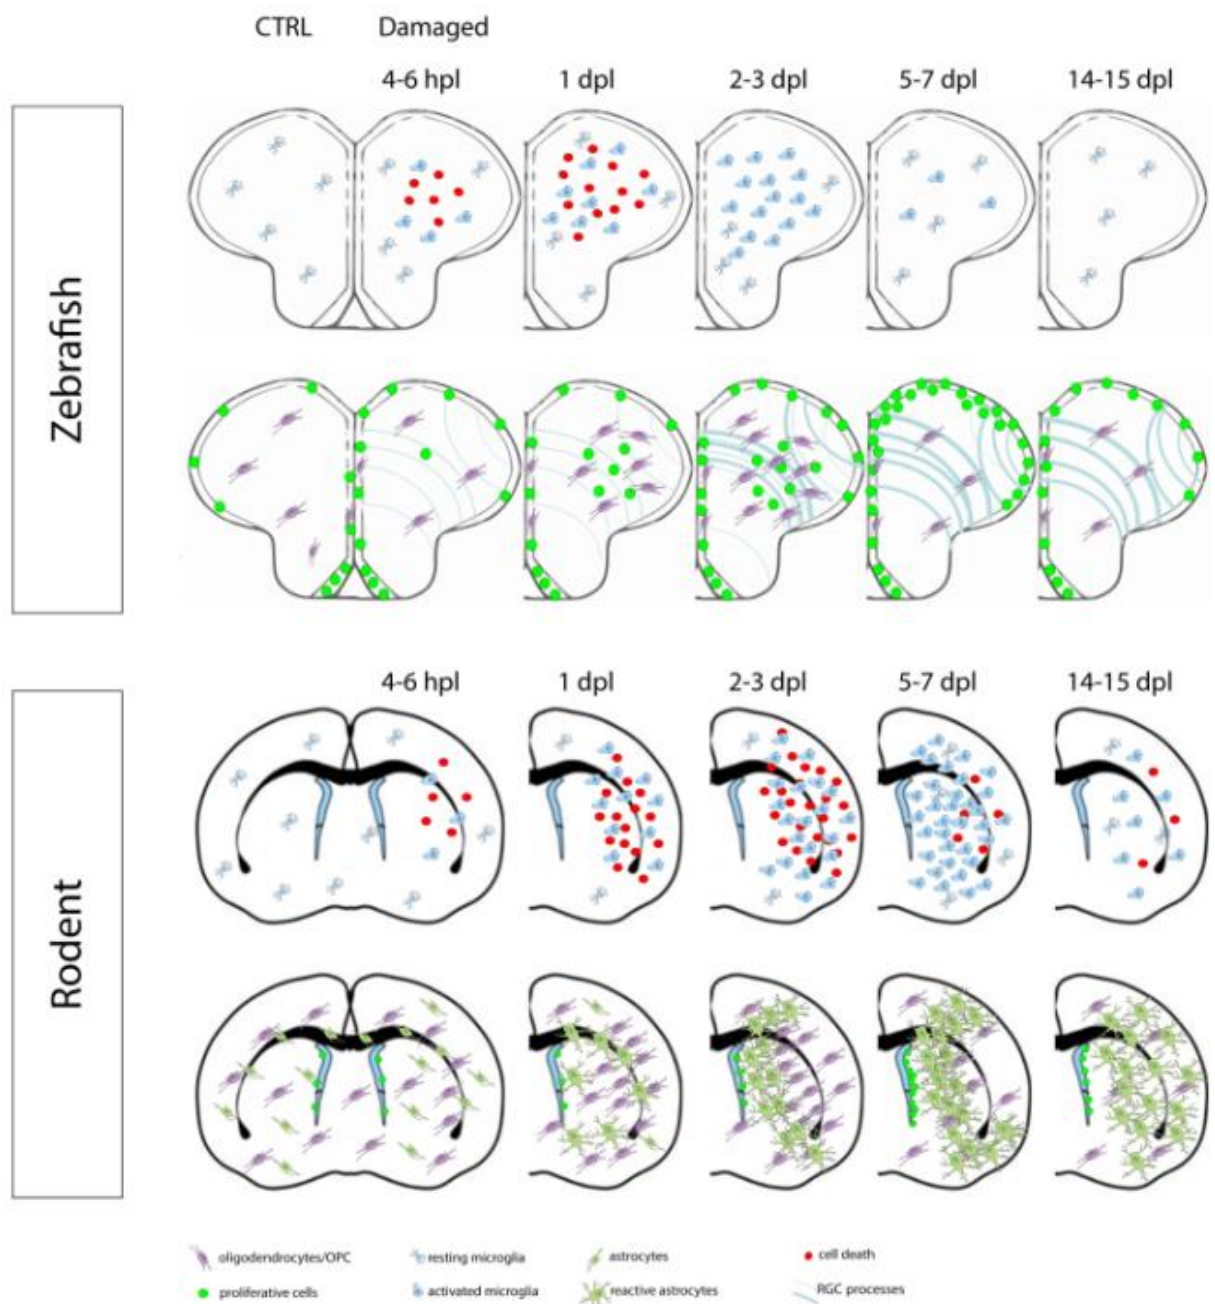 CTRL Damaged
4-6 hpl 1 dpl 2-3 dpl 5-7 dpl 14-15 dpl
Zebrafish
4-6 hpl 1 dpl 2-3 dpl 5-7 dpl 14-15 dpl
Rodent
oligodendrocytes/OPC resting microglia astrocytes cell death
proliferative cells activated microglia reactive astrocytes RGC processes